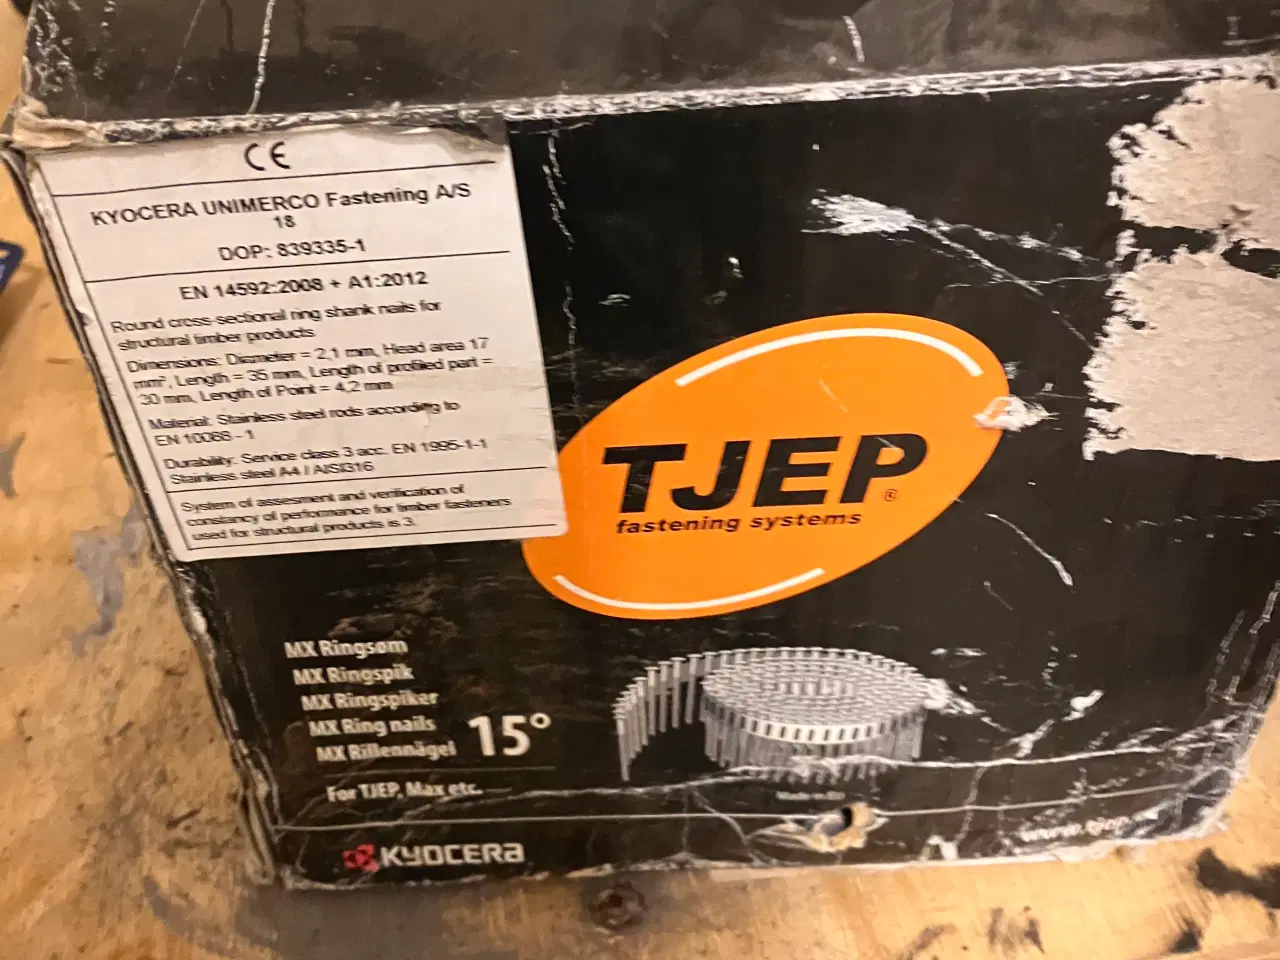 CE
KYOCERA UNIMERCO Fastening A/S
18
DOP: 839335-1
EN 14592:2008 + A1:2012
Round cross-sectional ring shank nails for
structural timber products
Dimensions: Diameter = 2,1 mm, Head area 17
mm², Length = 35 mm, Length of profiled part =
30 mm, Length of Point = 4,2 mm
Material: Stainless steel rods according to
EN 10088 - 1
Durability: Service class 3 acc. EN 1995-1-1
Stainless steel A4 / AISI316
System of assesment and verification of
constancy of performance for timber fasteners
used for structural products is 3.
TJEP®
fastening systems
MX Ringsøm
MX Ringspik
MX Ringspiker
MX Ring nails
MX Rillennägel
15°
For TJEP, Max etc.
Made in
KYOCERA
www.tjep.